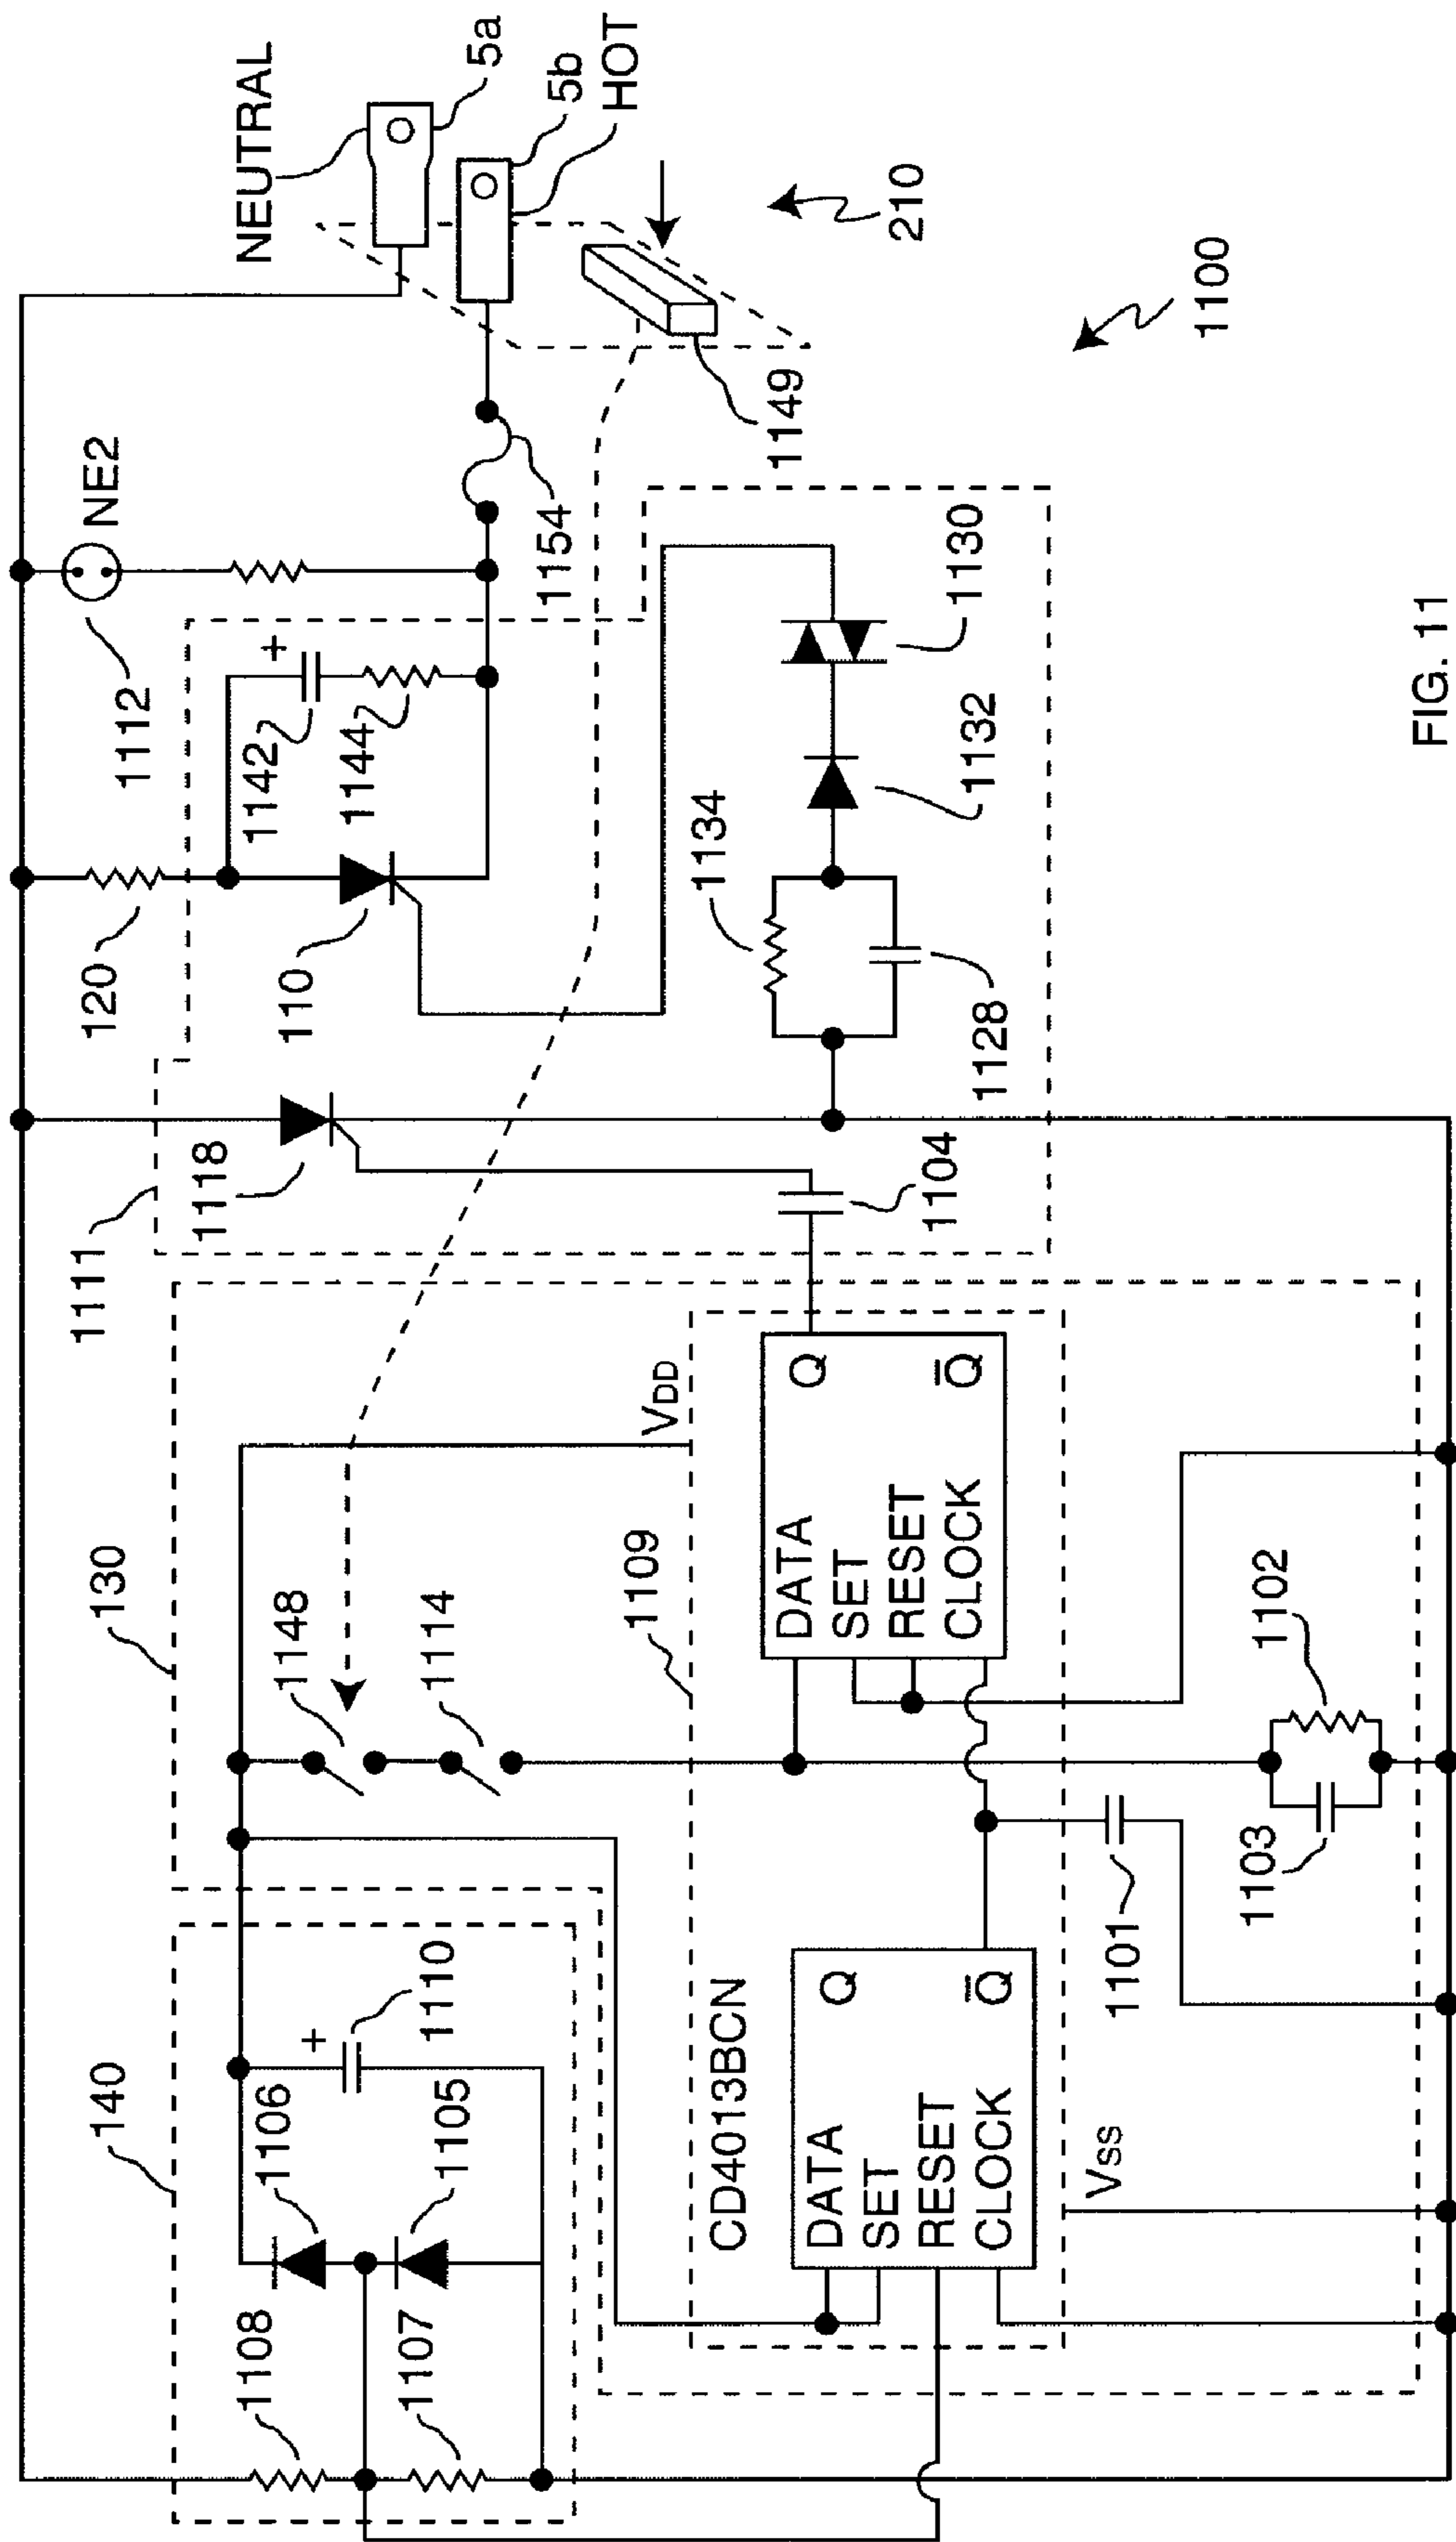 NEUTRAL
5a
5b
HOT
210
1100
NE2
1112
1154
1149
1142
1144
120
110
1130
1132
1134
1128
1118
1104
1111
130
VDD
1148
1114
1109
DATA
SET
RESET
CLOCK
Q
Q̅
1102
1103
1101
140
1110
1106
1105
1108
1107
CD4013BCN
DATA
SET
RESET
CLOCK
Q
Q̅
VSS
+
+
FIG. 11